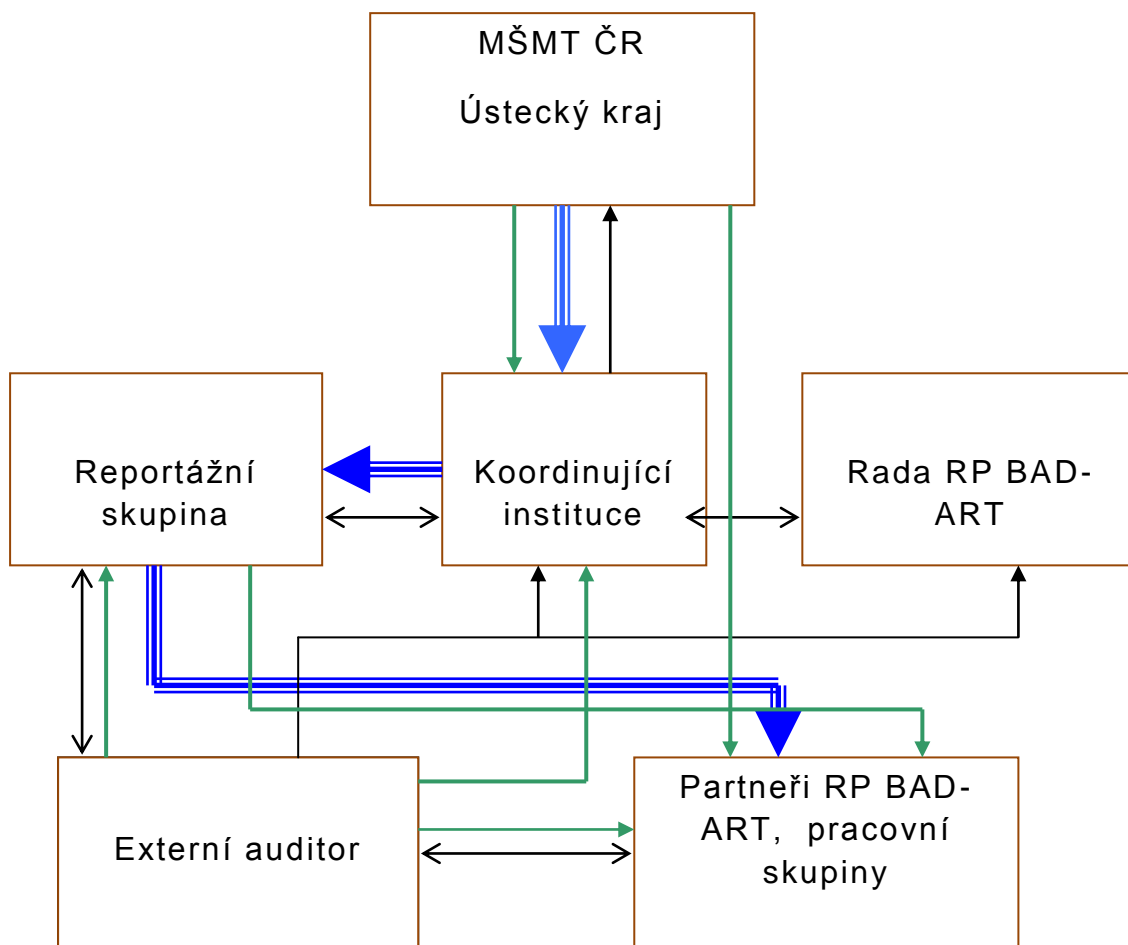 MŠMT ČR
Ústecký kraj
Reportážní
skupina
Koordinující
instituce
Rada RP BAD-
ART
Externí auditor
Partneři RP BAD-
ART, pracovní
skupiny